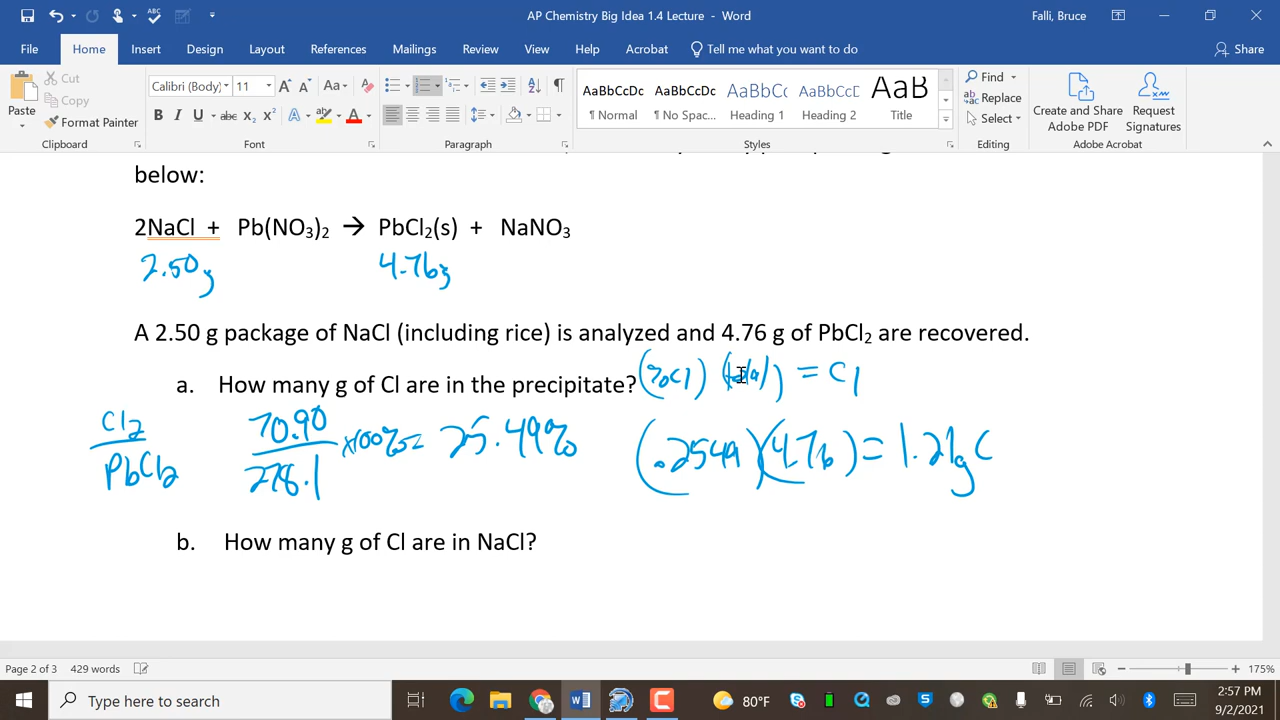 AP Chemistry Big Idea 1.4 Lecture - Word
Falli, Bruce
File Home Insert Design Layout References Mailings Review View Help Acrobat Tell me what you want to do Share
Paste
Cut
Copy
Format Painter
Clipboard
Calibri (Body) 11
Font
Paragraph
AaBbCcDc AaBbCcDc AaBbCc AaBbCcD AaB
¶ Normal ¶ No Spac... Heading 1 Heading 2 Title
Styles
Find
Replace
Select
Editing
Create and Share Adobe PDF
Request Signatures
Adobe Acrobat
below:
2NaCl + Pb(NO₃)₂ → PbCl₂(s) + NaNO₃
2.50g 4.76g
A 2.50 g package of NaCl (including rice) is analyzed and 4.76 g of PbCl₂ are recovered.
a. How many g of Cl are in the precipitate? (%Cl) ( ) = Cl
Cl2
PbCl2
70.90
278.1
x100%= 25.49%
(.2549)(4.76) = 1.21g C
b. How many g of Cl are in NaCl?
Page 2 of 3 429 words
175%
Type here to search
80°F
2:57 PM
9/2/2021